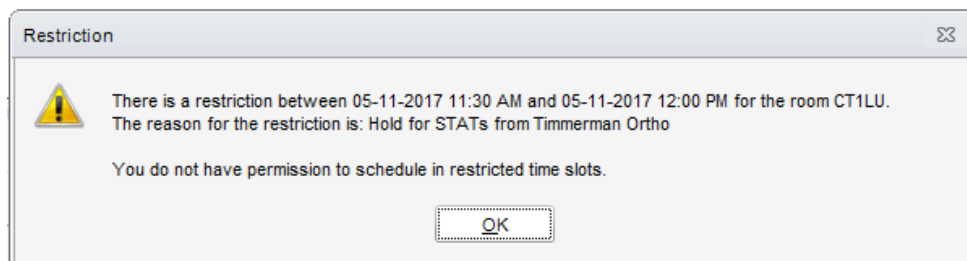 Restriction
There is a restriction between 05-11-2017 11:30 AM and 05-11-2017 12:00 PM for the room CT1LU.
The reason for the restriction is: Hold for STATs from Timmerman Ortho
You do not have permission to schedule in restricted time slots.
OK